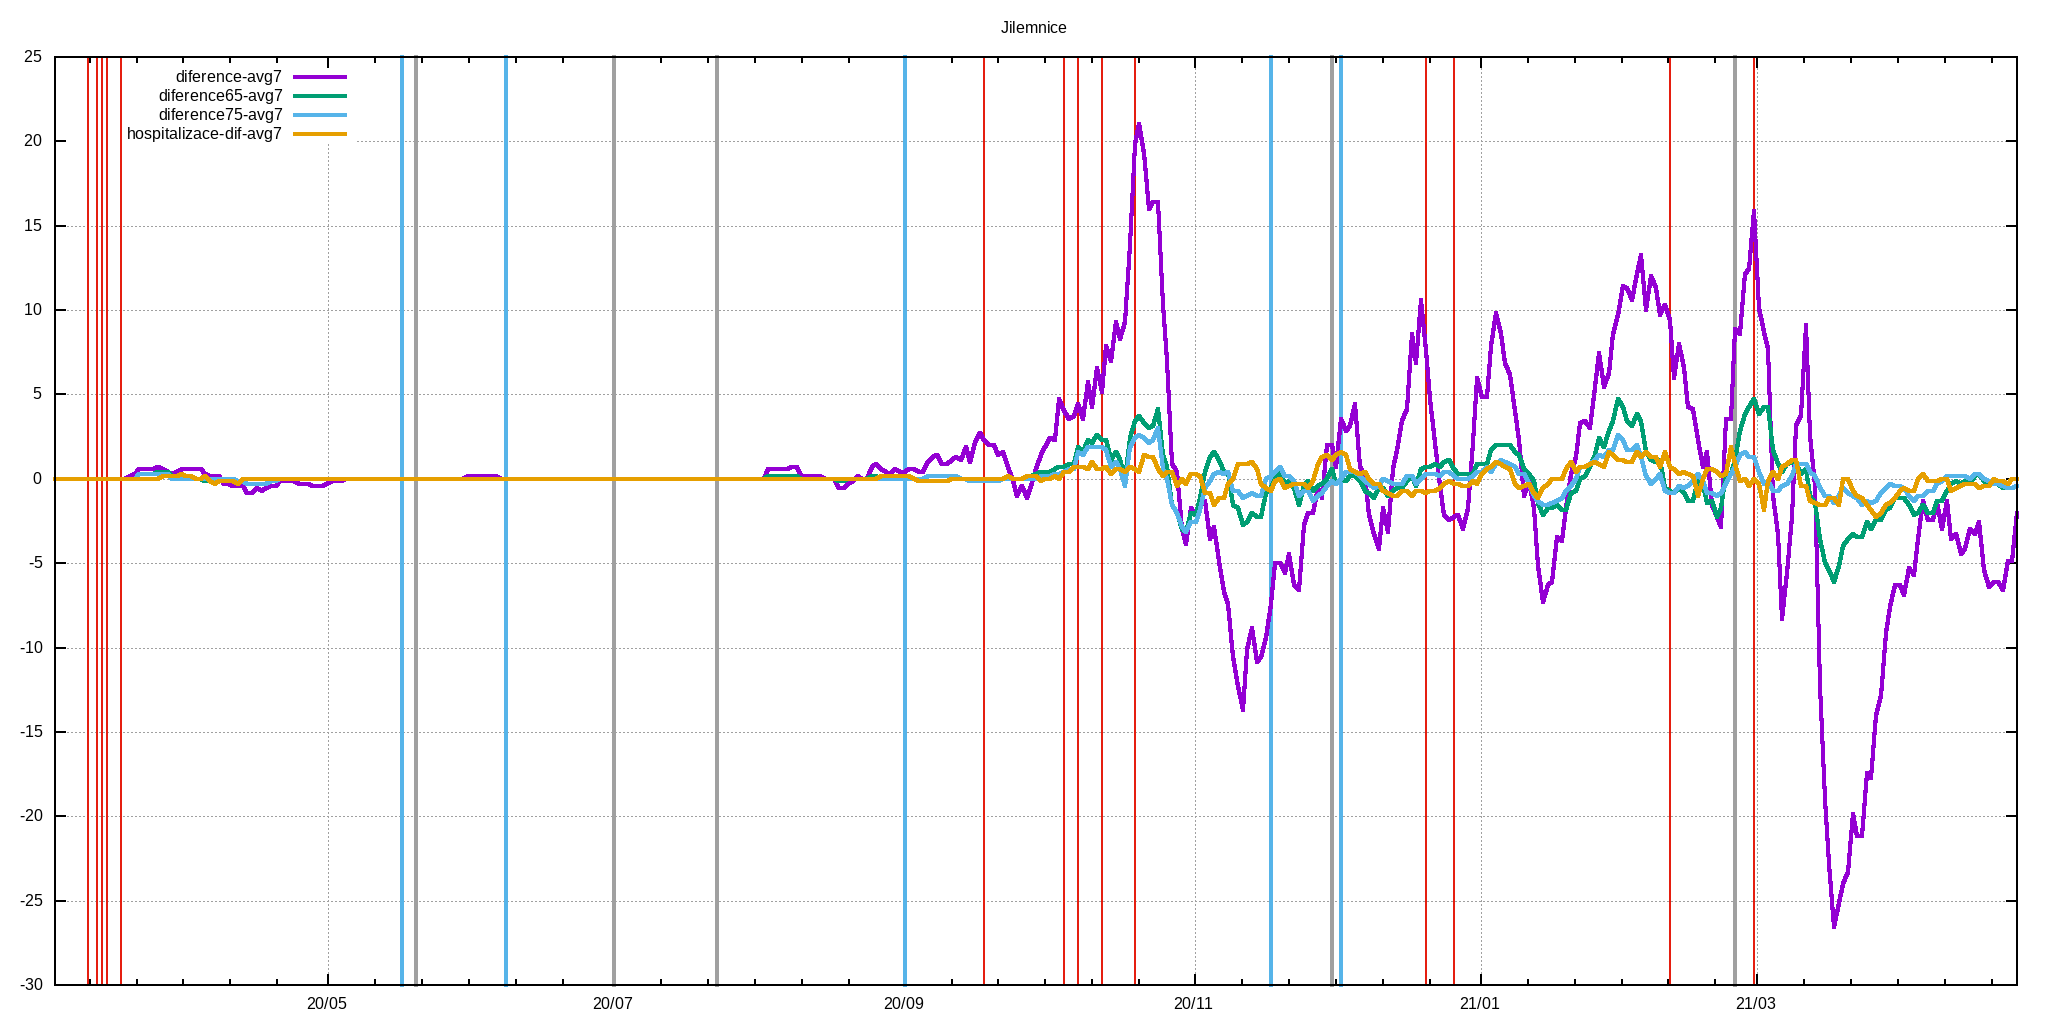 Jilemnice
25
diference-avg7
diference65-avg7
diference75-avg7
hospitalizace-dif-avg7
20
15
10
5
0
-5
-10
-15
-20
-25
-30
20/05 20/07 20/09 20/11 21/01 21/03